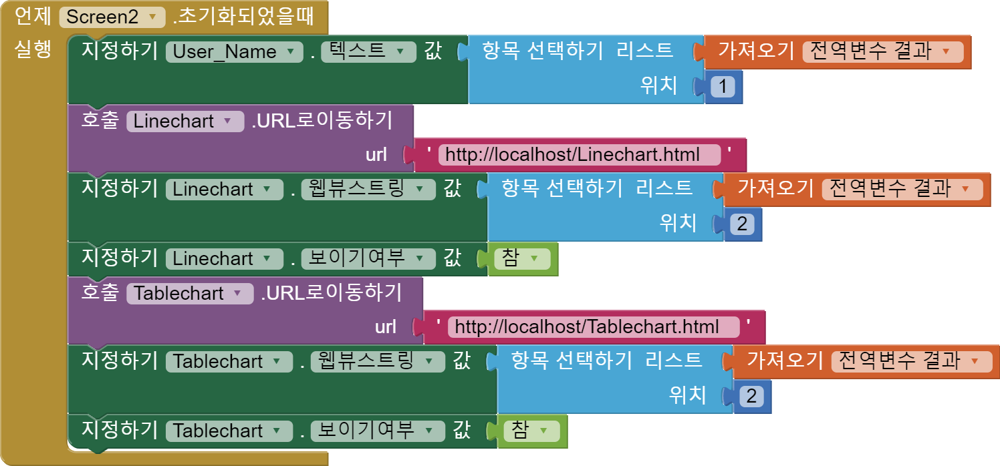 언제 Screen2 .초기화되었을때
실행 지정하기 User_Name . 텍스트 값 항목 선택하기 리스트 가져오기 전역변수 결과
위치 1
호출 Linechart .URL로이동하기
url ' http://localhost/Linechart.html '
지정하기 Linechart . 웹뷰스트링 값 항목 선택하기 리스트 가져오기 전역변수 결과
위치 2
지정하기 Linechart . 보이기여부 값 참
호출 Tablechart .URL로이동하기
url ' http://localhost/Tablechart.html '
지정하기 Tablechart . 웹뷰스트링 값 항목 선택하기 리스트 가져오기 전역변수 결과
위치 2
지정하기 Tablechart . 보이기여부 값 참